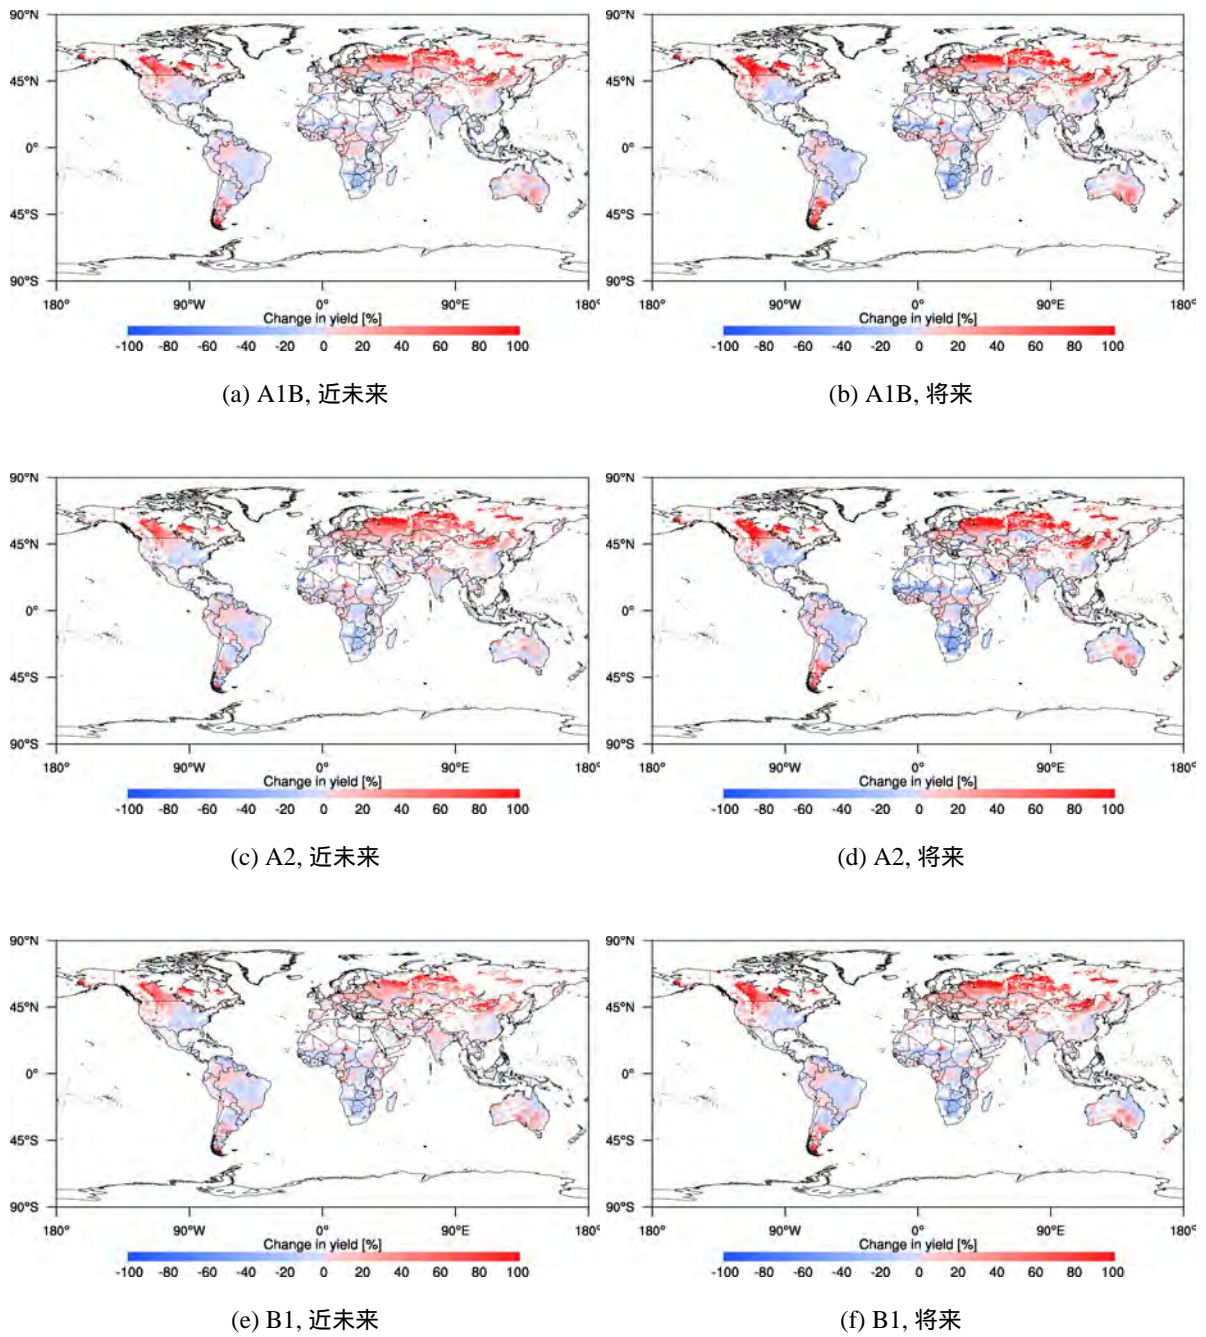 90°N 90°N
45°N 45°N
0° 0°
45°S 45°S
90°S 90°S
180° 90°W 0° 90°E 180° 180° 90°W 0° 90°E 180°
Change in yield [%] Change in yield [%]
-100 -80 -60 -40 -20 0 20 40 60 80 100 -100 -80 -60 -40 -20 0 20 40 60 80 100
(a) A1B, 近未来 (b) A1B, 将来
90°N 90°N
45°N 45°N
0° 0°
45°S 45°S
90°S 90°S
180° 90°W 0° 90°E 180° 180° 90°W 0° 90°E 180°
Change in yield [%] Change in yield [%]
-100 -80 -60 -40 -20 0 20 40 60 80 100 -100 -80 -60 -40 -20 0 20 40 60 80 100
(c) A2, 近未来 (d) A2, 将来
90°N 90°N
45°N 45°N
0° 0°
45°S 45°S
90°S 90°S
180° 90°W 0° 90°E 180° 180° 90°W 0° 90°E 180°
Change in yield [%] Change in yield [%]
-100 -80 -60 -40 -20 0 20 40 60 80 100 -100 -80 -60 -40 -20 0 20 40 60 80 100
(e) B1, 近未来 (f) B1, 将来